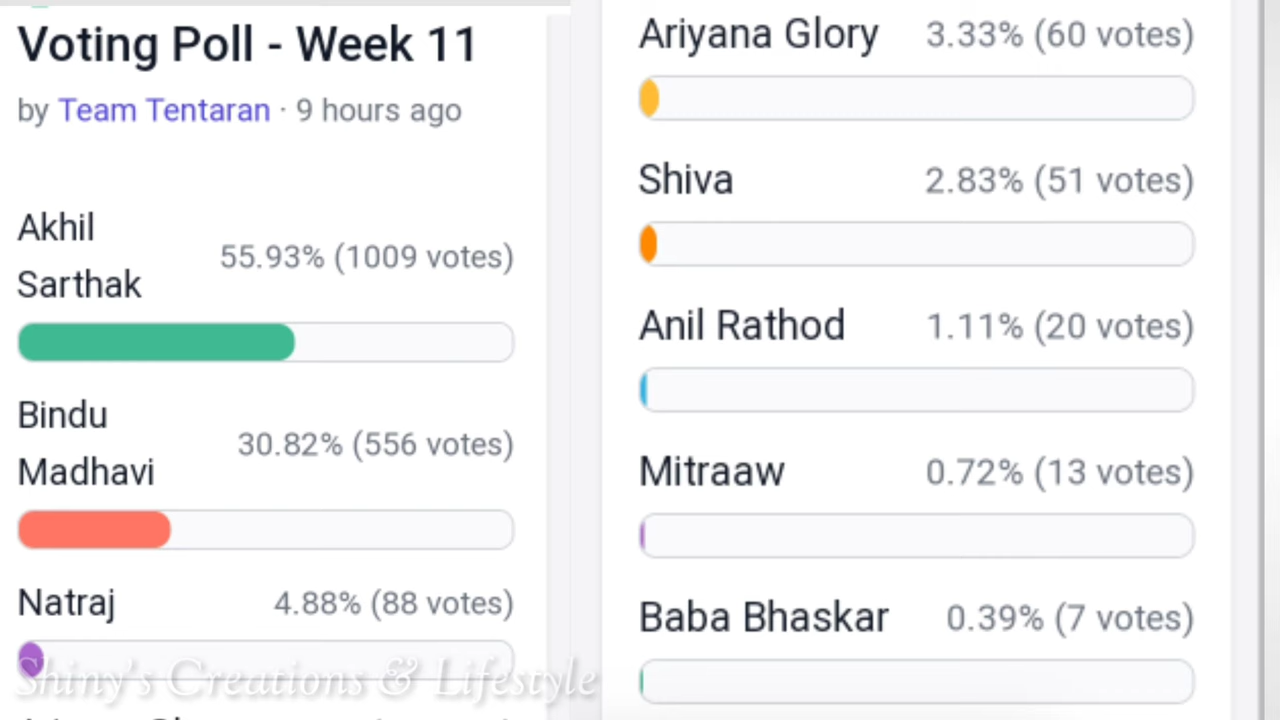 Voting Poll - Week 11
by Team Tentaran · 9 hours ago
Akhil
Sarthak
55.93% (1009 votes)
Bindu
Madhavi
30.82% (556 votes)
Natraj 4.88% (88 votes)
Shiny's Creations & Lifestyle
Ariyana Glory 3.33% (60 votes)
Shiva 2.83% (51 votes)
Anil Rathod 1.11% (20 votes)
Mitraaw 0.72% (13 votes)
Baba Bhaskar 0.39% (7 votes)